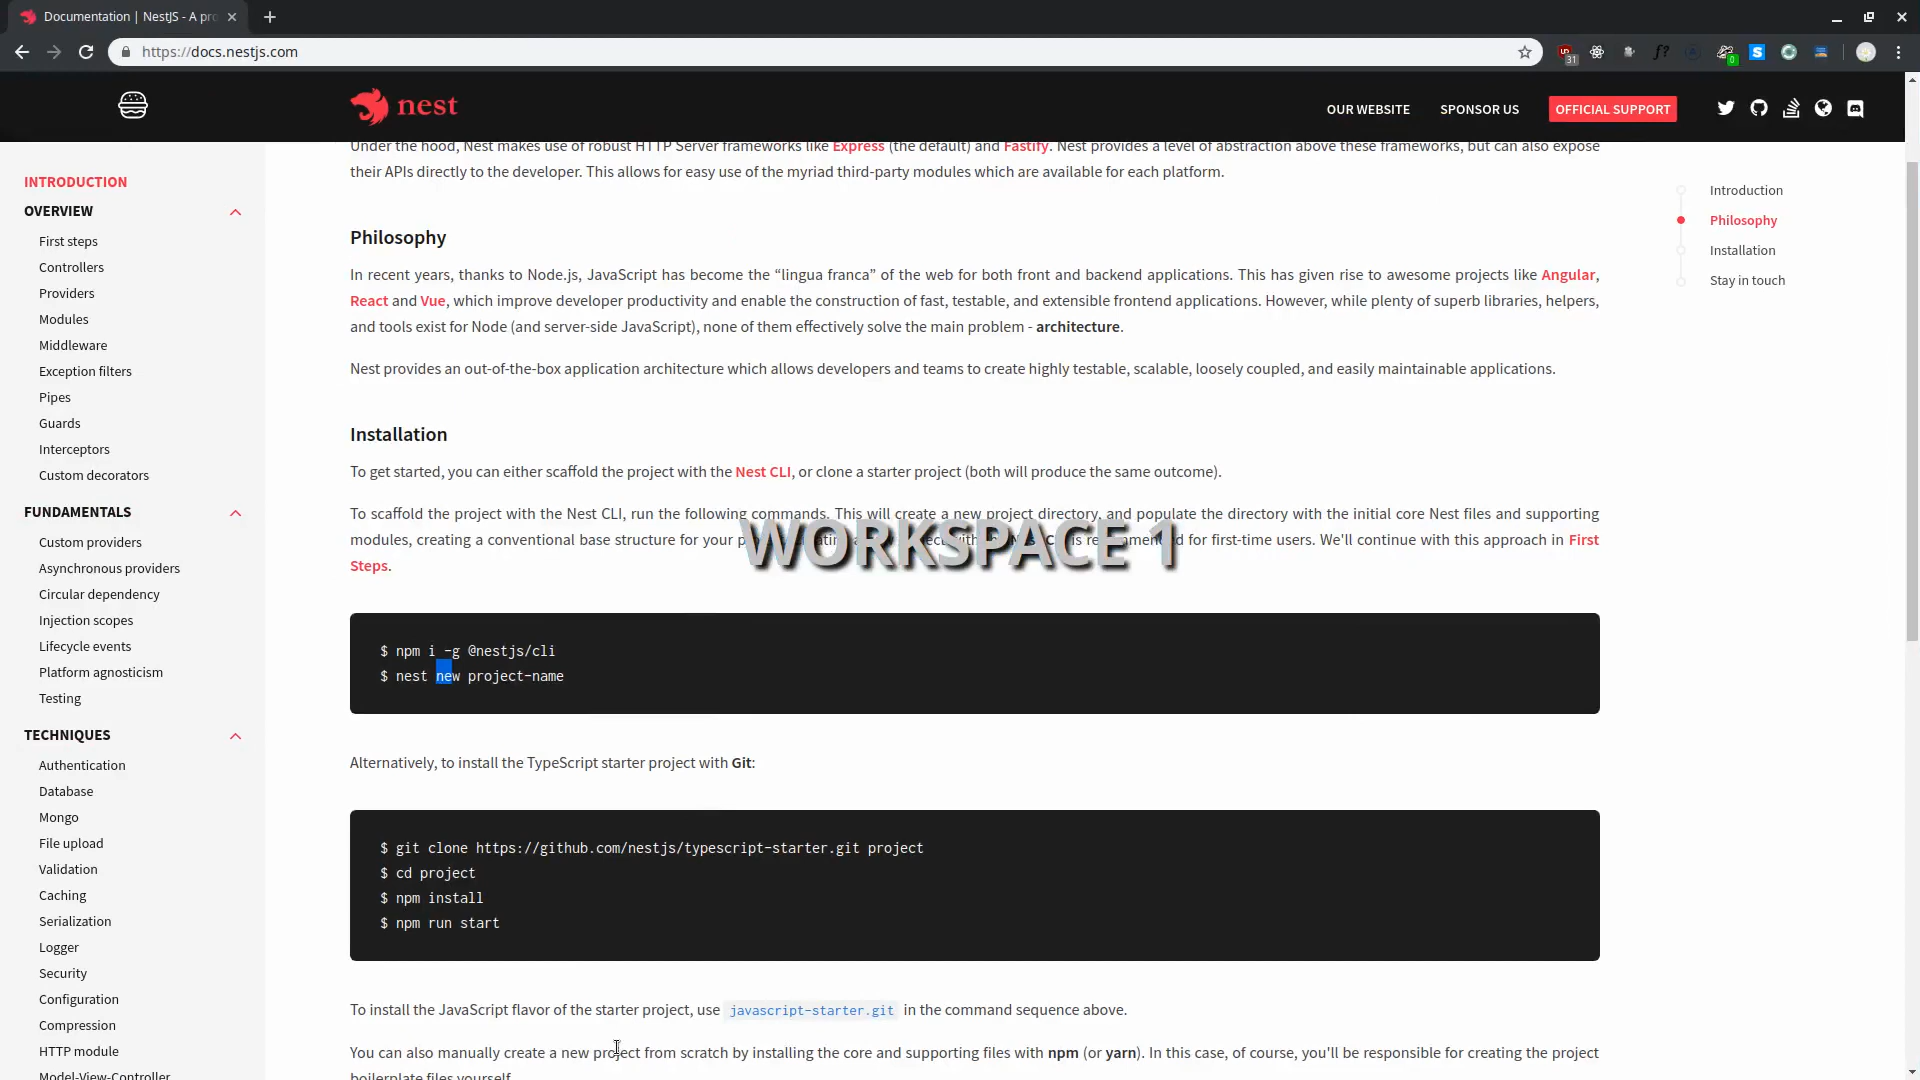 Documentation | NestJS - A pro
https://docs.nestjs.com
31
0
nest
OUR WEBSITE
SPONSOR US
OFFICIAL SUPPORT
INTRODUCTION
OVERVIEW
First steps
Controllers
Providers
Modules
Middleware
Exception filters
Pipes
Guards
Interceptors
Custom decorators
FUNDAMENTALS
Custom providers
Asynchronous providers
Circular dependency
Injection scopes
Lifecycle events
Platform agnosticism
Testing
TECHNIQUES
Authentication
Database
Mongo
File upload
Validation
Caching
Serialization
Logger
Security
Configuration
Compression
HTTP module
Model-View-Controller
Under the hood, Nest makes use of robust HTTP Server frameworks like Express (the default) and Fastify. Nest provides a level of abstraction above these frameworks, but can also expose
their APIs directly to the developer. This allows for easy use of the myriad third-party modules which are available for each platform.
Philosophy
In recent years, thanks to Node.js, JavaScript has become the “lingua franca” of the web for both front and backend applications. This has given rise to awesome projects like Angular,
React and Vue, which improve developer productivity and enable the construction of fast, testable, and extensible frontend applications. However, while plenty of superb libraries, helpers,
and tools exist for Node (and server-side JavaScript), none of them effectively solve the main problem - architecture.
Nest provides an out-of-the-box application architecture which allows developers and teams to create highly testable, scalable, loosely coupled, and easily maintainable applications.
Installation
To get started, you can either scaffold the project with the Nest CLI, or clone a starter project (both will produce the same outcome).
To scaffold the project with the Nest CLI, run the following commands. This will create a new project directory, and populate the directory with the initial core Nest files and supporting
modules, creating a conventional base structure for your is for first-time users. We'll continue with this approach in First
Steps.
WORKSPACE 1
$ npm i -g @nestjs/cli
$ nest new project-name
Alternatively, to install the TypeScript starter project with Git:
$ git clone https://github.com/nestjs/typescript-starter.git project
$ cd project
$ npm install
$ npm run start
To install the JavaScript flavor of the starter project, use javascript-starter.git in the command sequence above.
You can also manually create a new project from scratch by installing the core and supporting files with npm (or yarn). In this case, of course, you'll be responsible for creating the project
boilerplate files yourself.
Introduction
Philosophy
Installation
Stay in touch